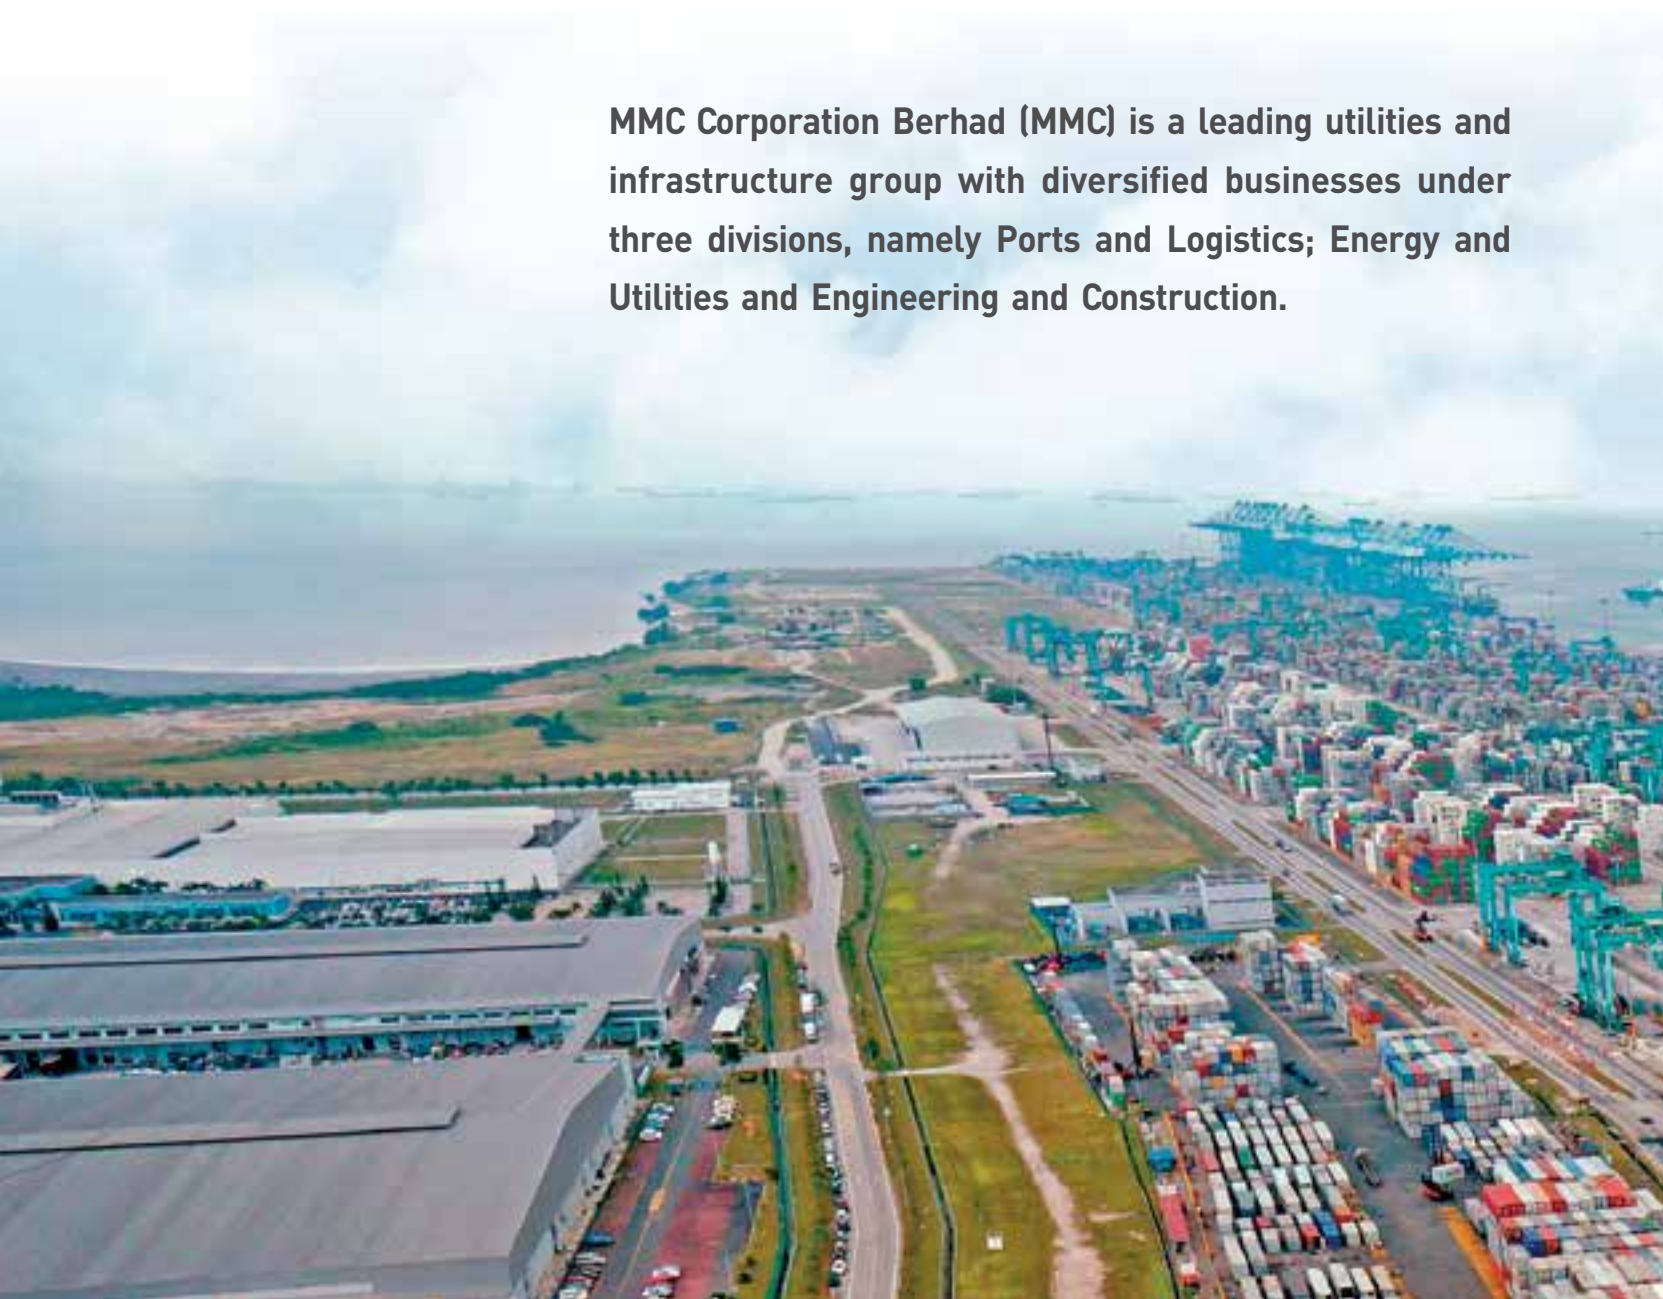 MMC Corporation Berhad (MMC) is a leading utilities and
infrastructure group with diversified businesses under
three divisions, namely Ports and Logistics; Energy and
Utilities and Engineering and Construction.